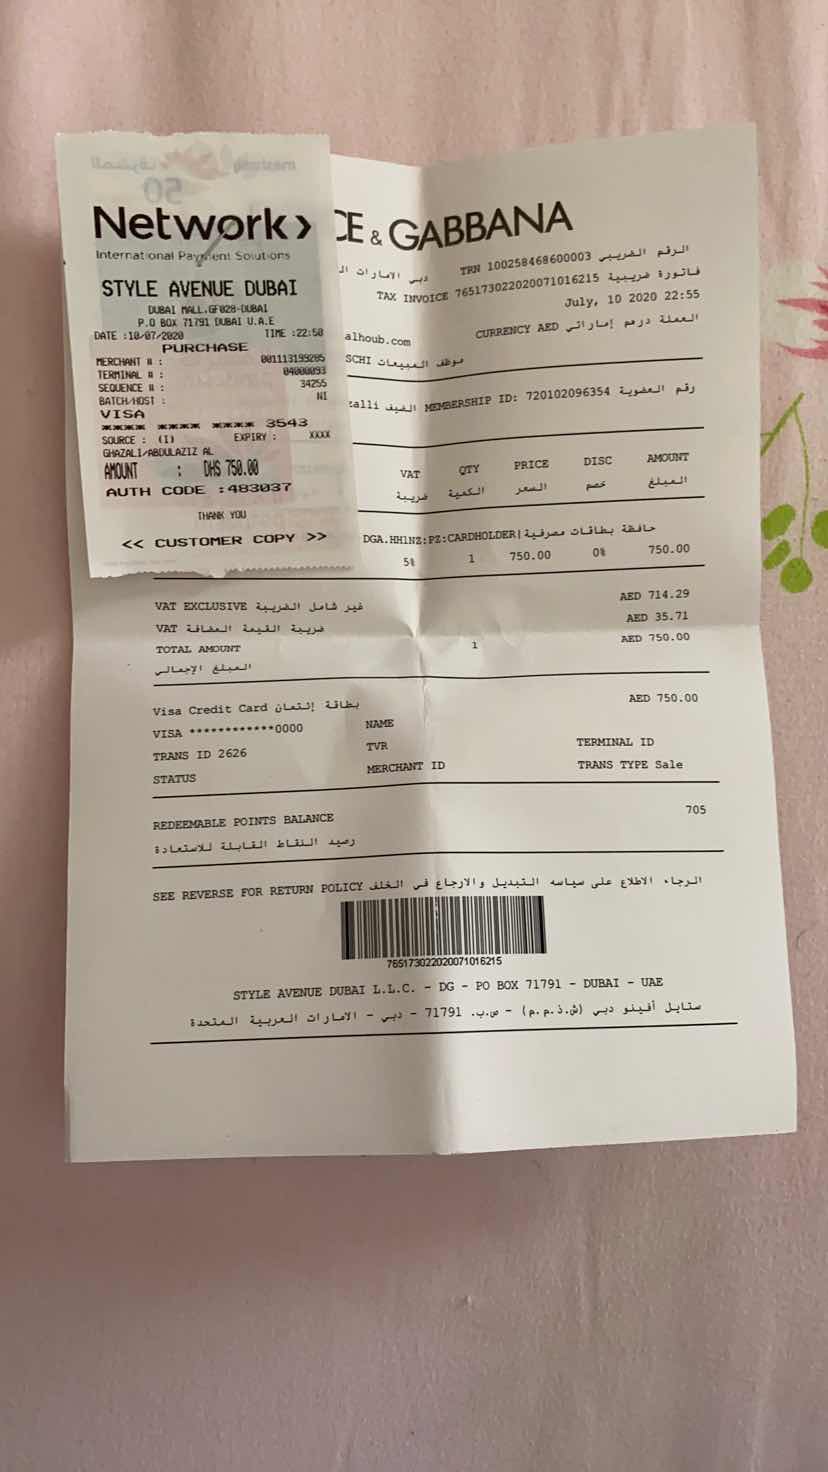 Network>
International Payment Solutions
STYLE AVENUE DUBAI
DUBAI MALL.GF028-DUBAI
P.O BOX 71791 DUBAI U.A.E
DATE :10/07/2020 TIME :22:50
PURCHASE
MERCHANT # : 001113199205
TERMINAL # : 04000093
SEQUENCE # : 34255
BATCH/HOST : NI
VISA
**** **** **** 3543
SOURCE : (I) EXPIRY : XXXX
GHAZALI/ABDULAZIZ AL
AMOUNT : DHS 750.00
AUTH CODE :483037
THANK YOU
<< CUSTOMER COPY >>
CE & GABBANA
دبي الامارات TRN 100258468600003 الرقم الضريبي
TAX INVOICE 765173022020071016215 فاتورة ضريبية
July, 10 2020 22:55
alhoub.com CURRENCY AED العملة درهم إماراتي
SCHI موظف المبيعات
zalli الضيف MEMBERSHIP ID: 720102096354 رقم العضوية
VAT QTY PRICE DISC AMOUNT
ضريبة الكمية السعر خصم المبلغ
DGA.HH1NZ:PZ:CARDHOLDER|حافظة بطاقات مصرفية
5% 1 750.00 0% 750.00
VAT EXCLUSIVE غير شامل الضريبة AED 714.29
VAT ضريبة القيمة المضافة AED 35.71
TOTAL AMOUNT 1 AED 750.00
المبلغ الإجمالي
Visa Credit Card بطاقة إئتمان AED 750.00
VISA ************0000 NAME
TRANS ID 2626 TVR TERMINAL ID
STATUS MERCHANT ID TRANS TYPE Sale
REDEEMABLE POINTS BALANCE 705
رصيد النقاط القابلة للاستعادة
SEE REVERSE FOR RETURN POLICY الرجاء الاطلاع على سياسه التبديل والارجاع في الخلف
765173022020071016215
STYLE AVENUE DUBAI L.L.C. - DG - PO BOX 71791 - DUBAI - UAE
ستايل أفينو دبي (ش.ذ.م.م) - ص.ب. 71791 - دبي - الامارات العربية المتحدة